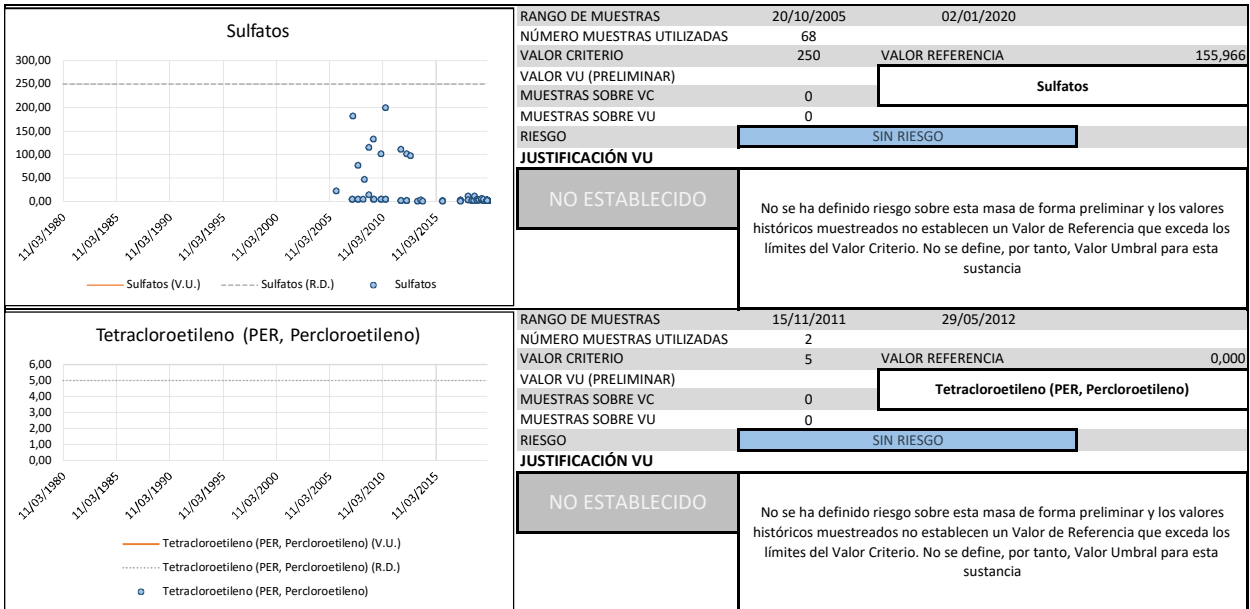 Sulfatos
300,00
250,00
200,00
150,00
100,00
50,00
0,00
11/03/1980
11/03/1985
11/03/1990
11/03/1995
11/03/2000
11/03/2005
11/03/2010
11/03/2015
Sulfatos (V.U.) Sulfatos (R.D.) Sulfatos
RANGO DE MUESTRAS 20/10/2005 02/01/2020
NÚMERO MUESTRAS UTILIZADAS 68
VALOR CRITERIO 250 VALOR REFERENCIA 155,966
VALOR VU (PRELIMINAR)
Sulfatos
MUESTRAS SOBRE VC 0
MUESTRAS SOBRE VU 0
RIESGO SIN RIESGO
JUSTIFICACIÓN VU
NO ESTABLECIDO
No se ha definido riesgo sobre esta masa de forma preliminar y los valores
históricos muestreados no establecen un Valor de Referencia que exceda los
límites del Valor Criterio. No se define, por tanto, Valor Umbral para esta
sustancia
Tetracloroetileno (PER, Percloroetileno)
6,00
5,00
4,00
3,00
2,00
1,00
0,00
11/03/1980
11/03/1985
11/03/1990
11/03/1995
11/03/2000
11/03/2005
11/03/2010
11/03/2015
Tetracloroetileno (PER, Percloroetileno) (V.U.)
Tetracloroetileno (PER, Percloroetileno) (R.D.)
Tetracloroetileno (PER, Percloroetileno)
RANGO DE MUESTRAS 15/11/2011 29/05/2012
NÚMERO MUESTRAS UTILIZADAS 2
VALOR CRITERIO 5 VALOR REFERENCIA 0,000
VALOR VU (PRELIMINAR)
Tetracloroetileno (PER, Percloroetileno)
MUESTRAS SOBRE VC 0
MUESTRAS SOBRE VU 0
RIESGO SIN RIESGO
JUSTIFICACIÓN VU
NO ESTABLECIDO
No se ha definido riesgo sobre esta masa de forma preliminar y los valores
históricos muestreados no establecen un Valor de Referencia que exceda los
límites del Valor Criterio. No se define, por tanto, Valor Umbral para esta
sustancia